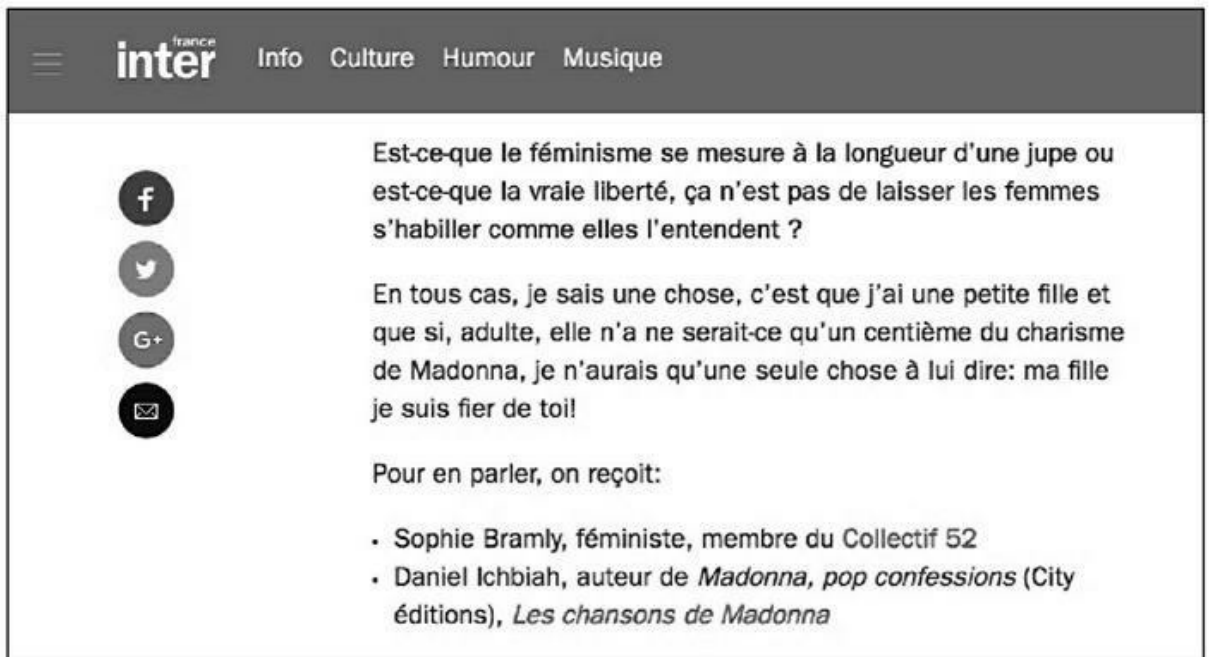 france
inter Info Culture Humour Musique
Est-ce-que le féminisme se mesure à la longueur d'une jupe ou
est-ce-que la vraie liberté, ça n'est pas de laisser les femmes
s'habiller comme elles l'entendent ?
En tous cas, je sais une chose, c'est que j'ai une petite fille et
que si, adulte, elle n'a ne serait-ce qu'un centième du charisme
de Madonna, je n'aurais qu'une seule chose à lui dire: ma fille
je suis fier de toi!
Pour en parler, on reçoit:
• Sophie Bramly, féministe, membre du Collectif 52
• Daniel Ichbiah, auteur de Madonna, pop confessions (City
éditions), Les chansons de Madonna
f
G+